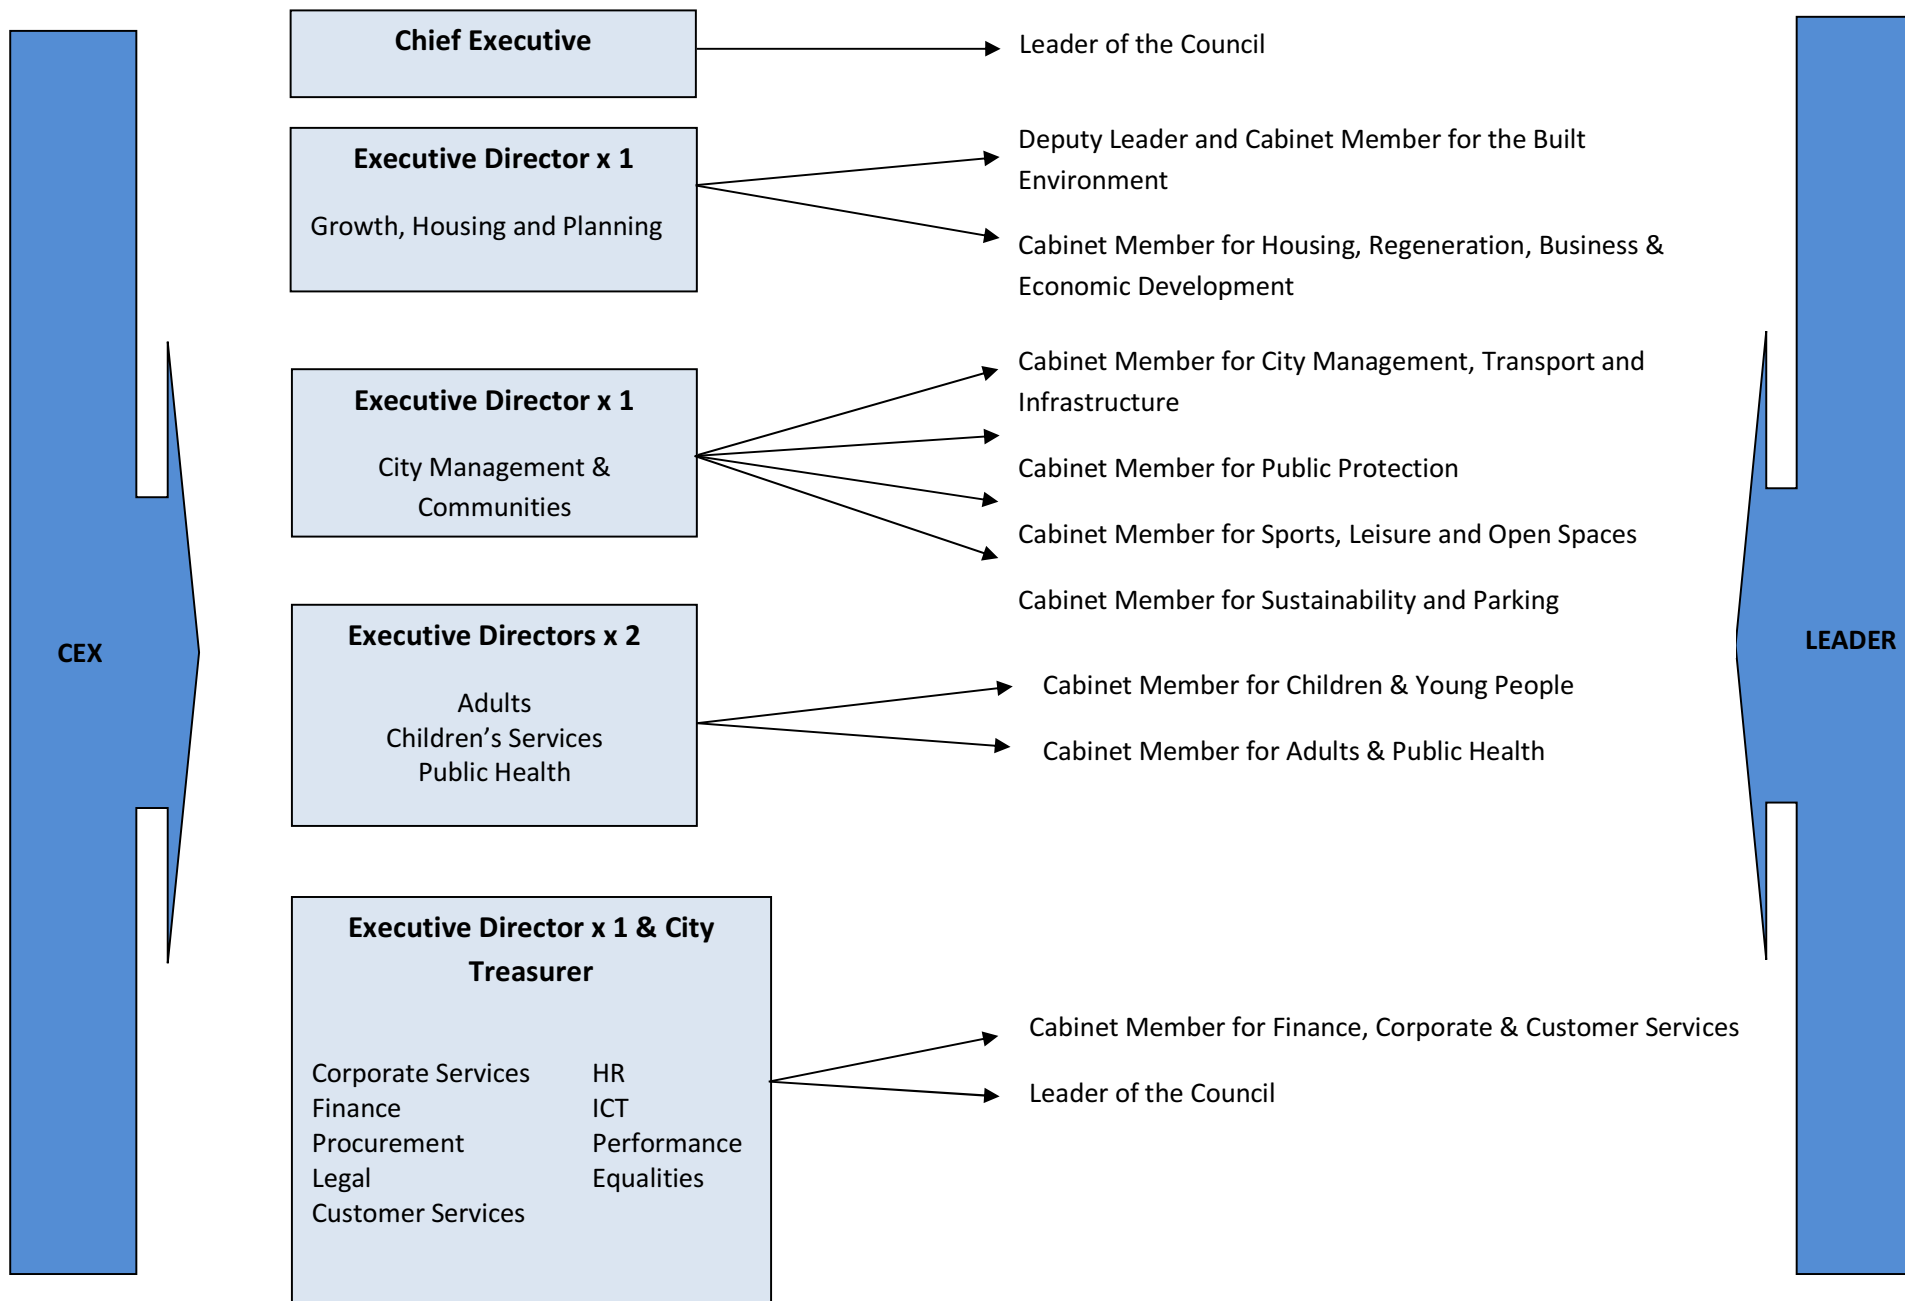 Chief Executive
Leader of the Council
Executive Director x 1
Growth, Housing and Planning
Deputy Leader and Cabinet Member for the Built
Environment
Cabinet Member for Housing, Regeneration, Business &
Economic Development
Executive Director x 1
City Management &
Communities
Cabinet Member for City Management, Transport and
Infrastructure
Cabinet Member for Public Protection
Cabinet Member for Sports, Leisure and Open Spaces
Cabinet Member for Sustainability and Parking
CEX
LEADER
Executive Directors x 2
Adults
Children’s Services
Public Health
Cabinet Member for Children & Young People
Cabinet Member for Adults & Public Health
Executive Director x 1 & City
Treasurer
Corporate Services
Finance
Procurement
Legal
Customer Services
HR
ICT
Performance
Equalities
Cabinet Member for Finance, Corporate & Customer Services
Leader of the Council